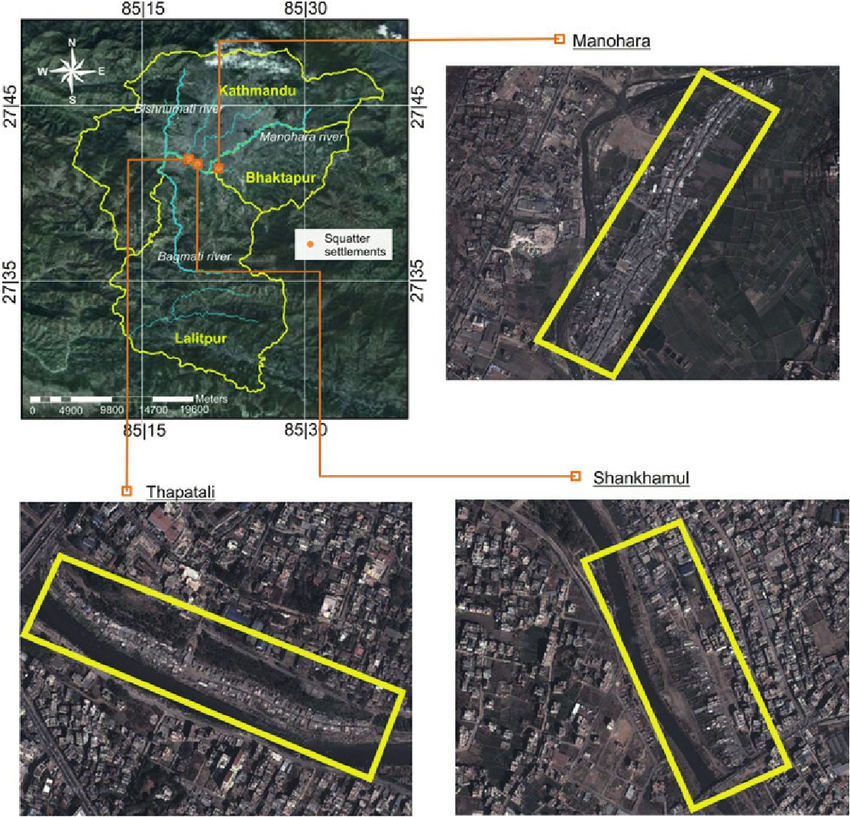 85|15
85|30
Manohara
N
W
E
S
Kathmandu
27|45
27|45
Bishnumati river
Manohara river
Bhaktapur
Squatter
settlements
Bagmati river
27|35
27|35
Lalitpur
Meters
0 4900 9800 14700 19600
85|15
85|30
Shankhamul
Thapatali